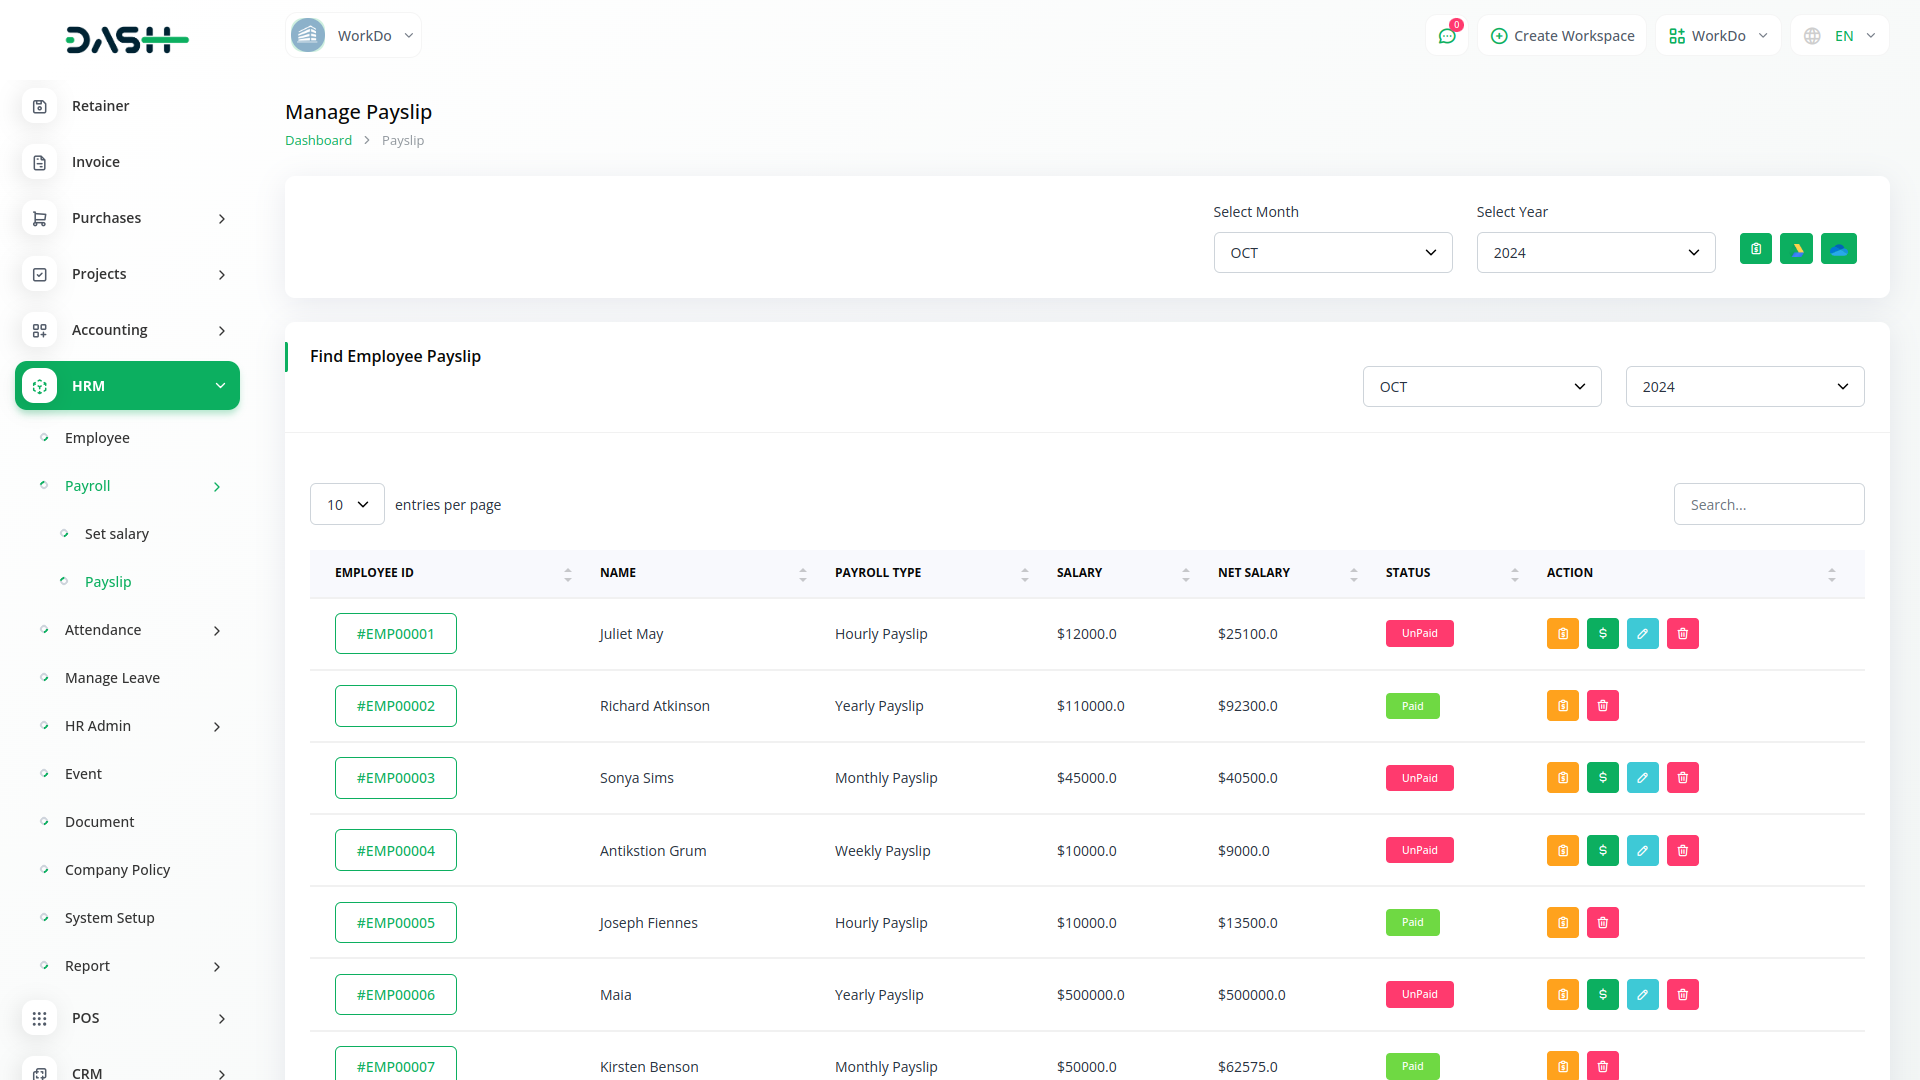 DASH
WorkDo
0
Create Workspace
WorkDo
EN
Retainer
Invoice
Purchases
Projects
Accounting
HRM
Employee
Payroll
Set salary
Payslip
Attendance
Manage Leave
HR Admin
Event
Document
Company Policy
System Setup
Report
POS
CRM
Manage Payslip
Dashboard > Payslip
Select Month
Select Year
OCT
2024
Find Employee Payslip
OCT
2024
10 entries per page
Search...
EMPLOYEE ID NAME PAYROLL TYPE SALARY NET SALARY STATUS ACTION
#EMP00001 Juliet May Hourly Payslip $12000.0 $25100.0 UnPaid
#EMP00002 Richard Atkinson Yearly Payslip $110000.0 $92300.0 Paid
#EMP00003 Sonya Sims Monthly Payslip $45000.0 $40500.0 UnPaid
#EMP00004 Antikstion Grum Weekly Payslip $10000.0 $9000.0 UnPaid
#EMP00005 Joseph Fiennes Hourly Payslip $10000.0 $13500.0 Paid
#EMP00006 Maia Yearly Payslip $500000.0 $500000.0 UnPaid
#EMP00007 Kirsten Benson Monthly Payslip $50000.0 $62575.0 Paid